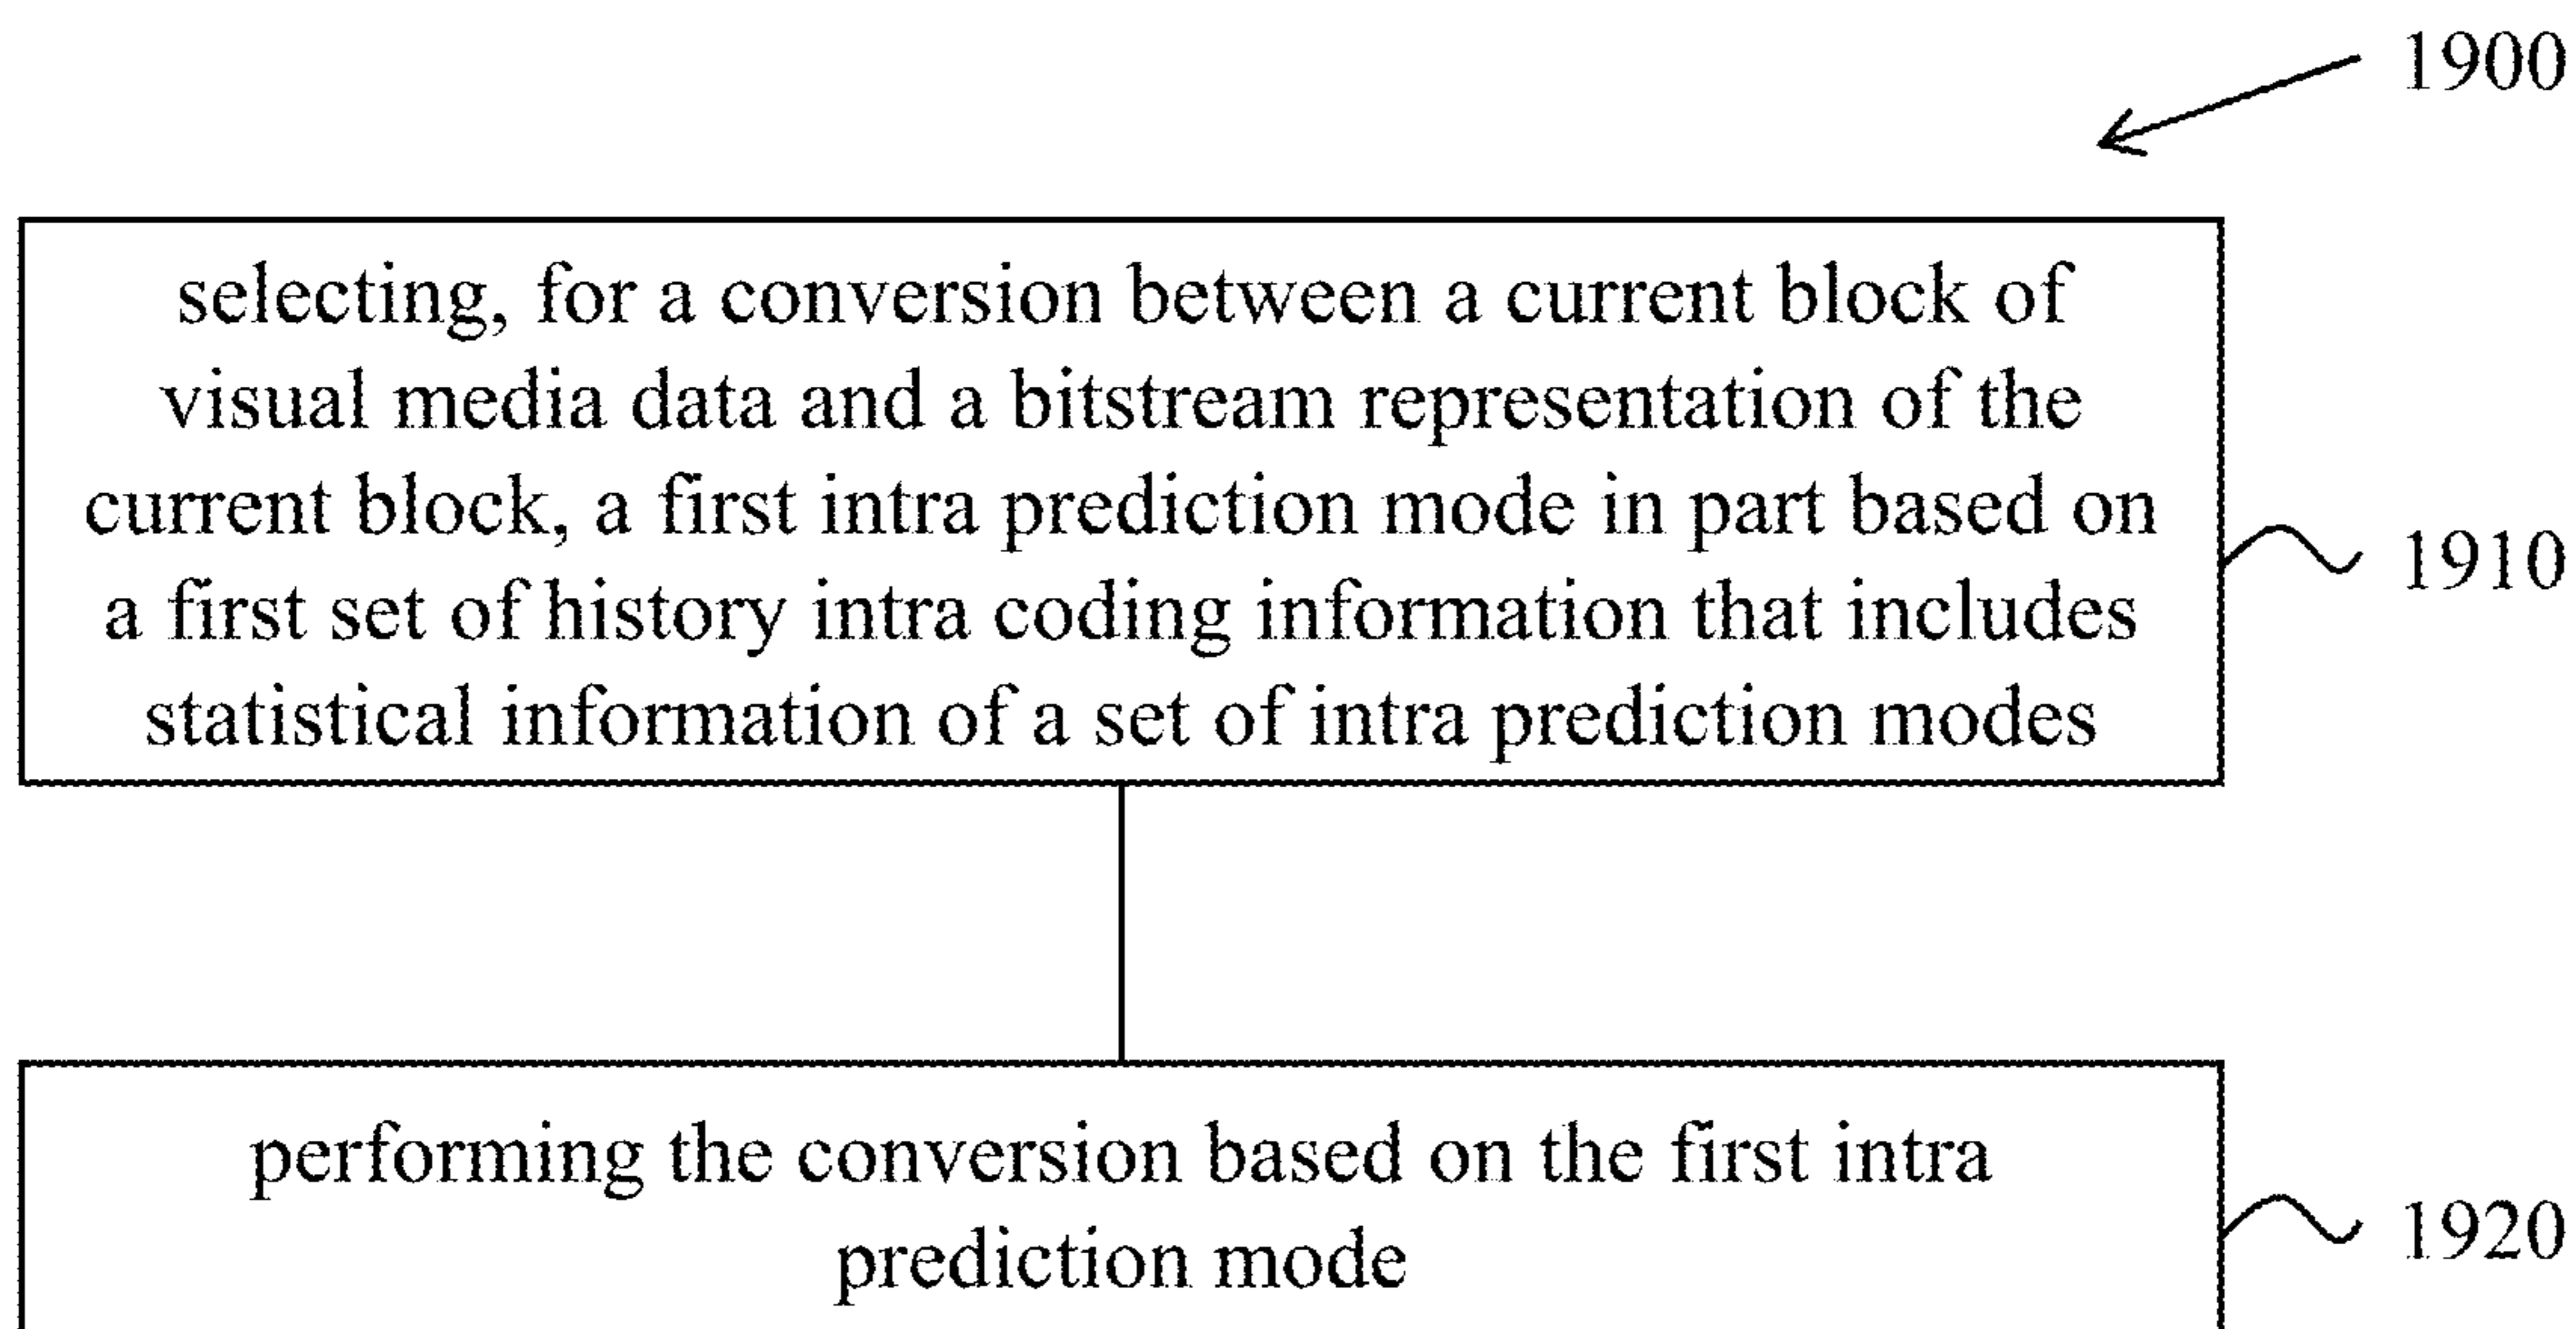 1900
selecting, for a conversion between a current block of
visual media data and a bitstream representation of the
current block, a first intra prediction mode in part based on
a first set of history intra coding information that includes
statistical information of a set of intra prediction modes
1910
performing the conversion based on the first intra
prediction mode
1920